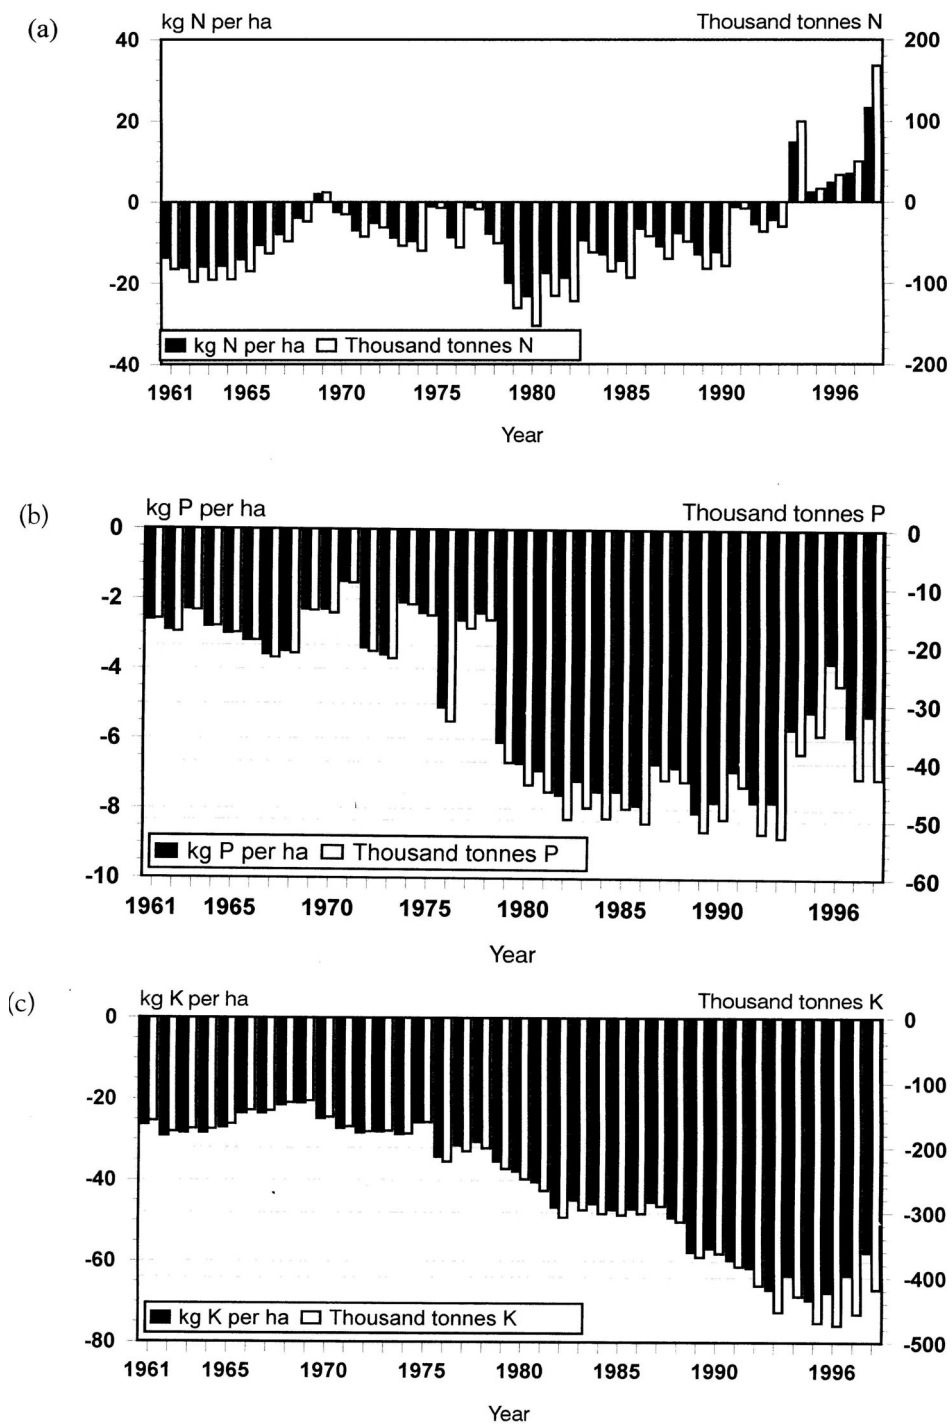 (a)
kg N per ha Thousand tonnes N
40 200
20 100
0 0
-20 -100
kg N per ha Thousand tonnes N
-40 -200
1961 1965 1970 1975 1980 1985 1990 1996
Year
(b)
kg P per ha Thousand tonnes P
0 0
-2 -10
-4 -20
-30
-6 -40
-8 -50
kg P per ha Thousand tonnes P
-10 -60
1961 1965 1970 1975 1980 1985 1990 1996
Year
(c)
kg K per ha Thousand tonnes K
0 0
-20 -100
-40 -200
-300
-60 -400
kg K per ha Thousand tonnes K
-80 -500
1961 1965 1970 1975 1980 1985 1990 1996
Year